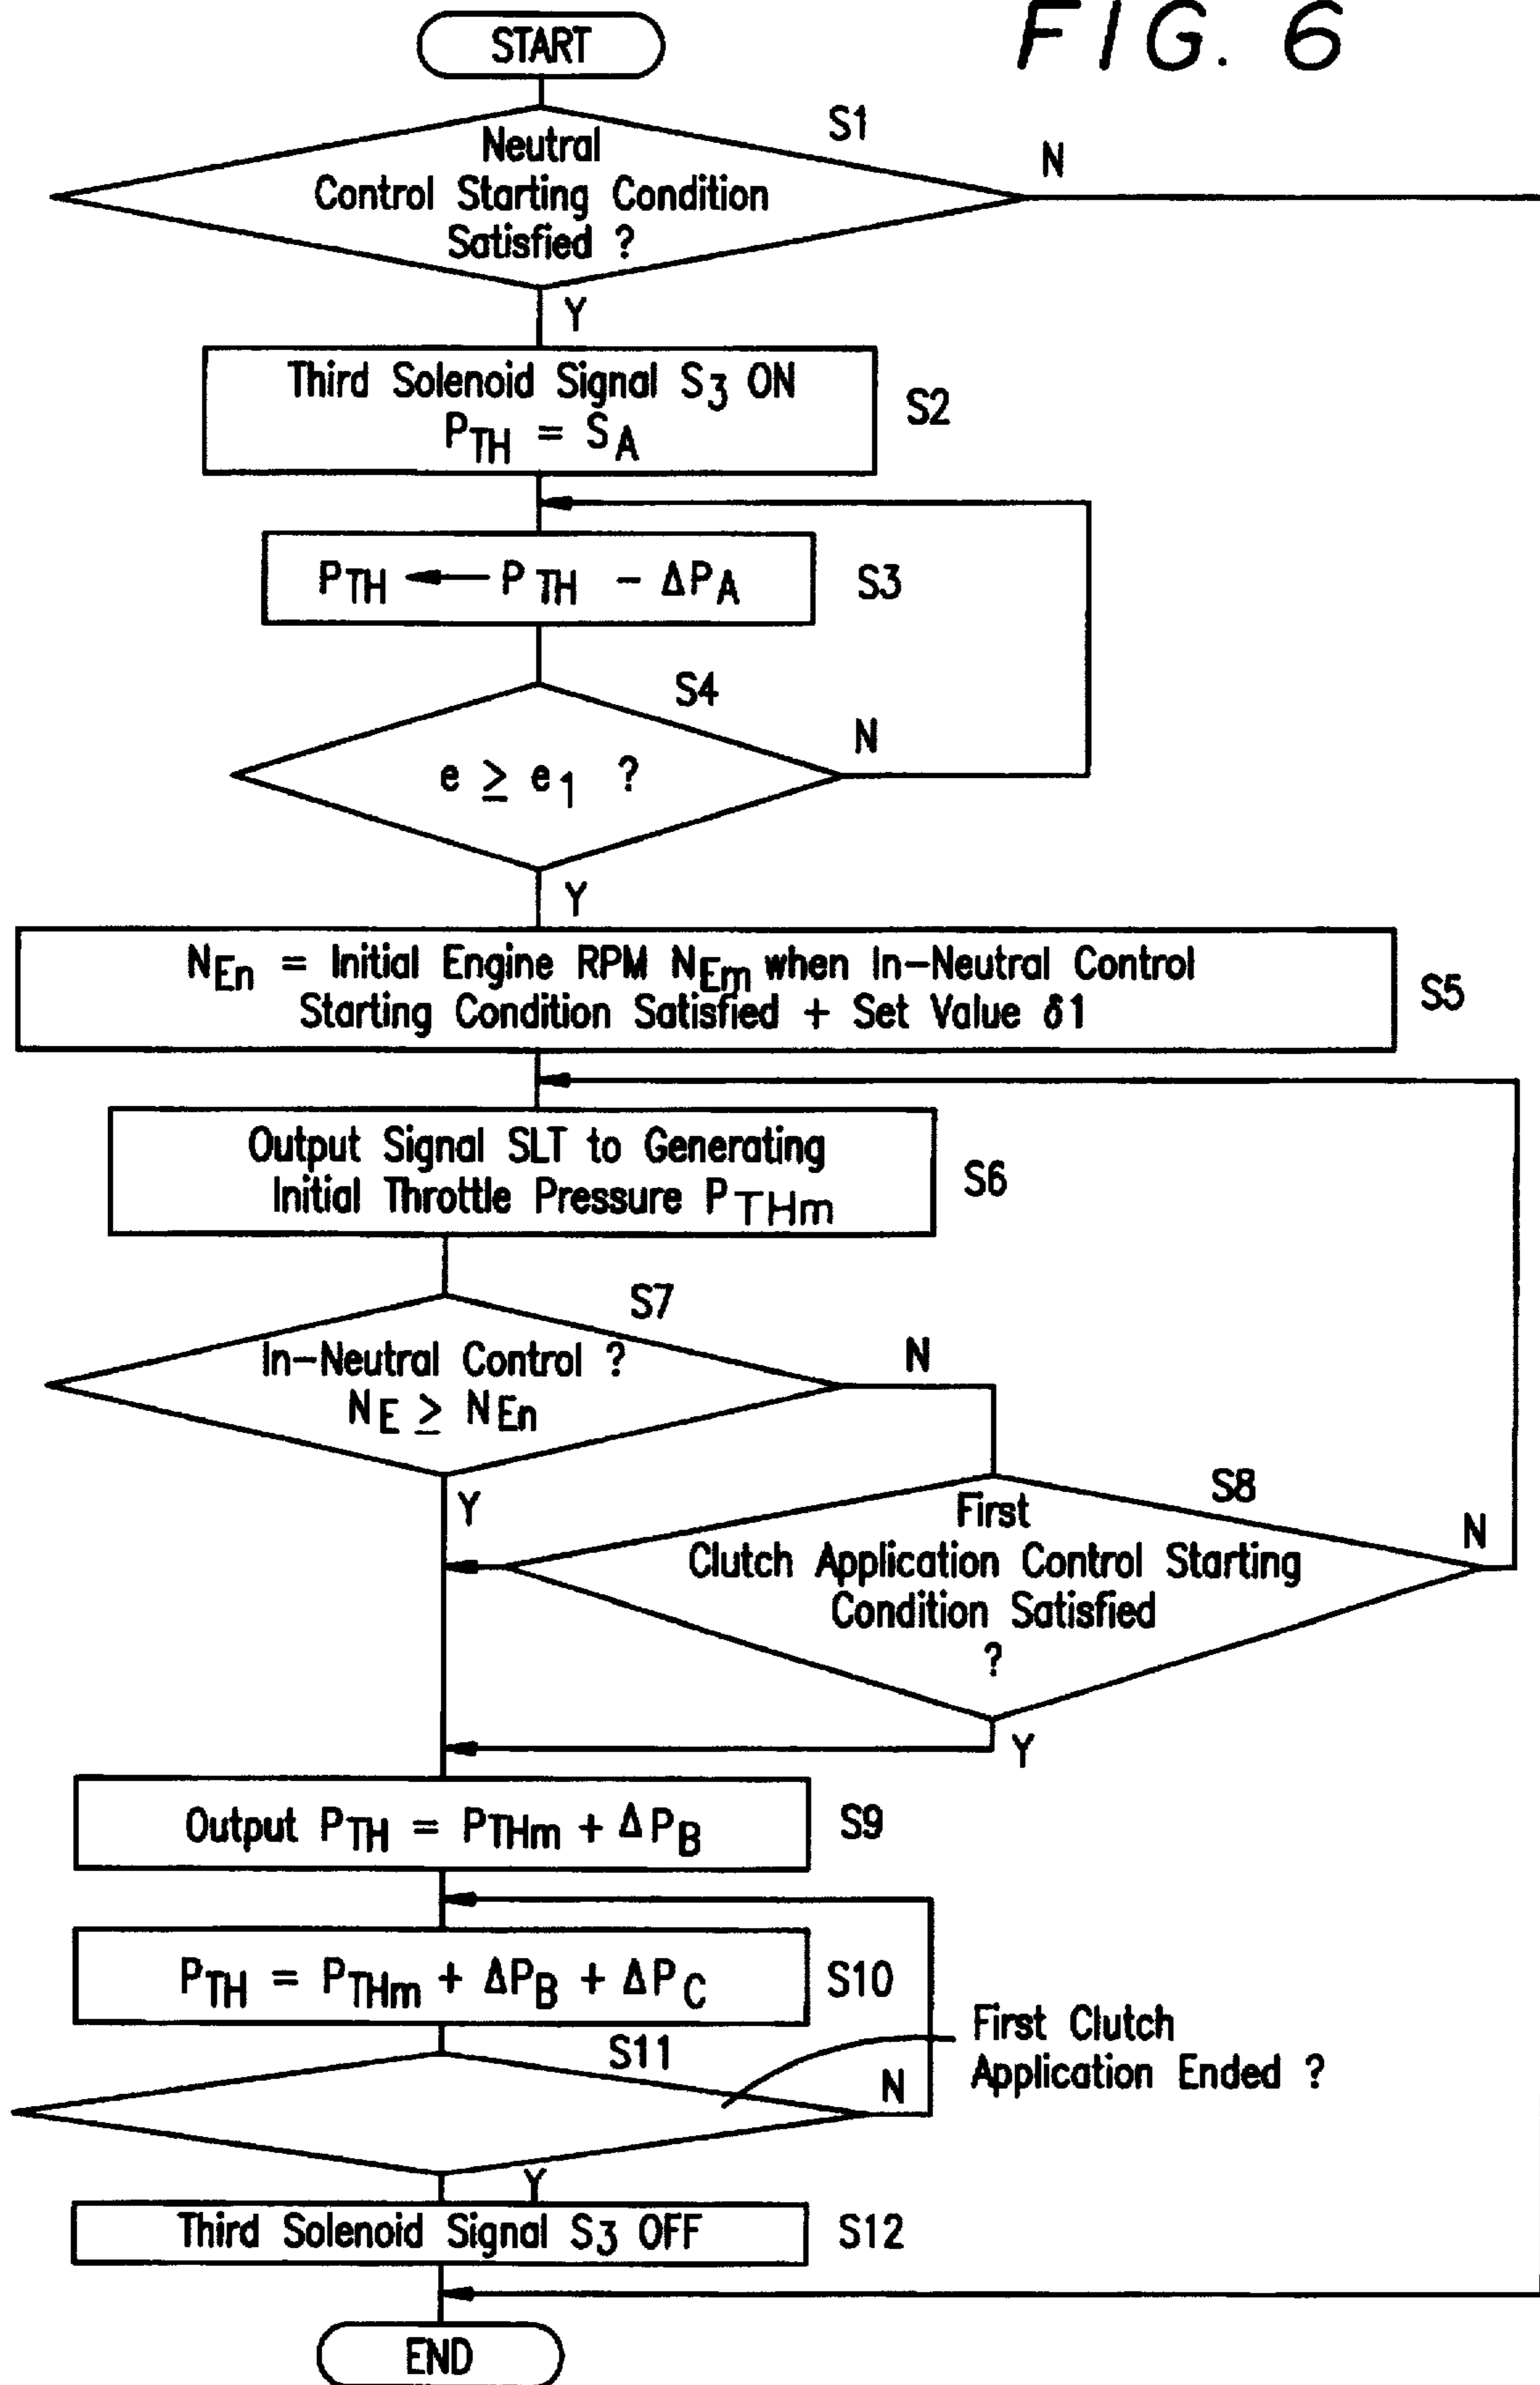 FIG. 6
START
S1
Neutral
Control Starting Condition
Satisfied ?
N
Y
Third Solenoid Signal S3 ON
PTH = SA
S2
PTH ← PTH - ΔPA
S3
S4
e ≥ e1 ?
N
Y
NEn = Initial Engine RPM NEm when In-Neutral Control
Starting Condition Satisfied + Set Value δ1
S5
Output Signal SLT to Generating
Initial Throttle Pressure PTHm
S6
S7
In-Neutral Control ?
NE ≥ NEn
N
Y
S8
First
Clutch Application Control Starting
Condition Satisfied
?
N
Y
Output PTH = PTHm + ΔPB
S9
PTH = PTHm + ΔPB + ΔPC
S10
S11
First Clutch
Application Ended ?
N
Y
Third Solenoid Signal S3 OFF
S12
END